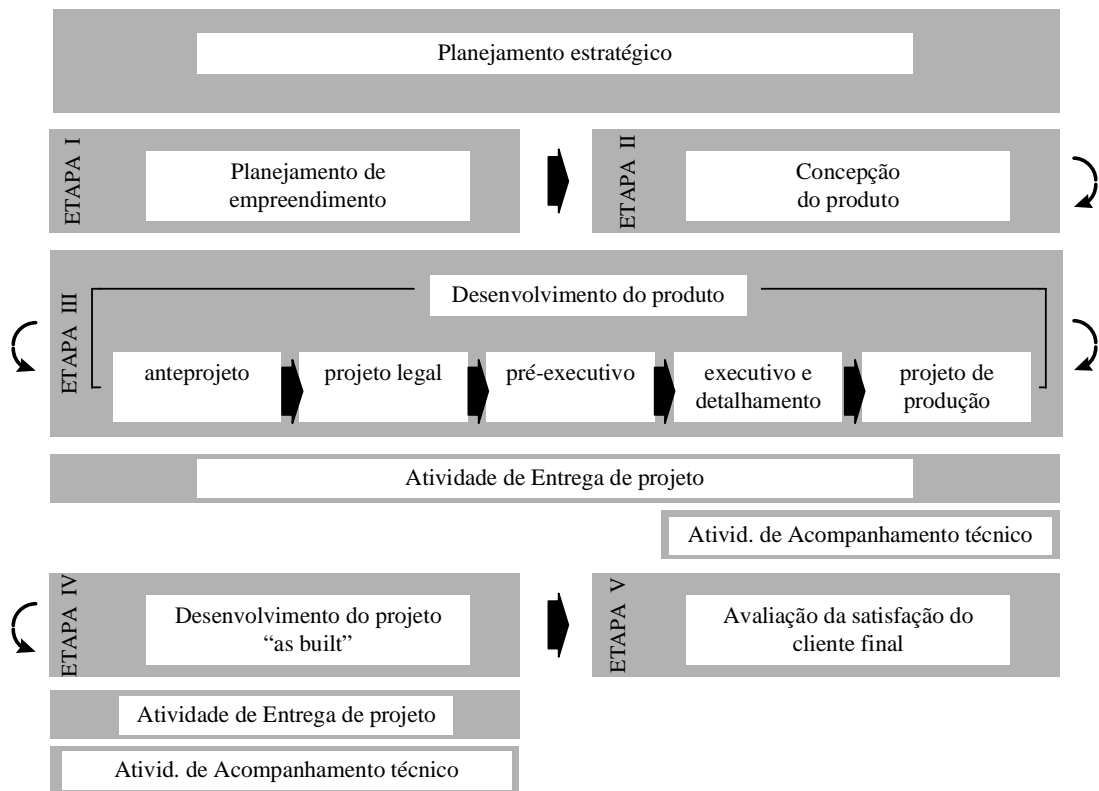 Planejamento estratégico
ETAPA I
Planejamento de
empreendimento
ETAPA II
Concepção
do produto
ETAPA III
Desenvolvimento do produto
anteprojeto
projeto legal
pré-executivo
executivo e
detalhamento
projeto de
produção
Atividade de Entrega de projeto
Ativid. de Acompanhamento técnico
ETAPA IV
Desenvolvimento do projeto
“as built”
ETAPA V
Avaliação da satisfação do
cliente final
Atividade de Entrega de projeto
Ativid. de Acompanhamento técnico